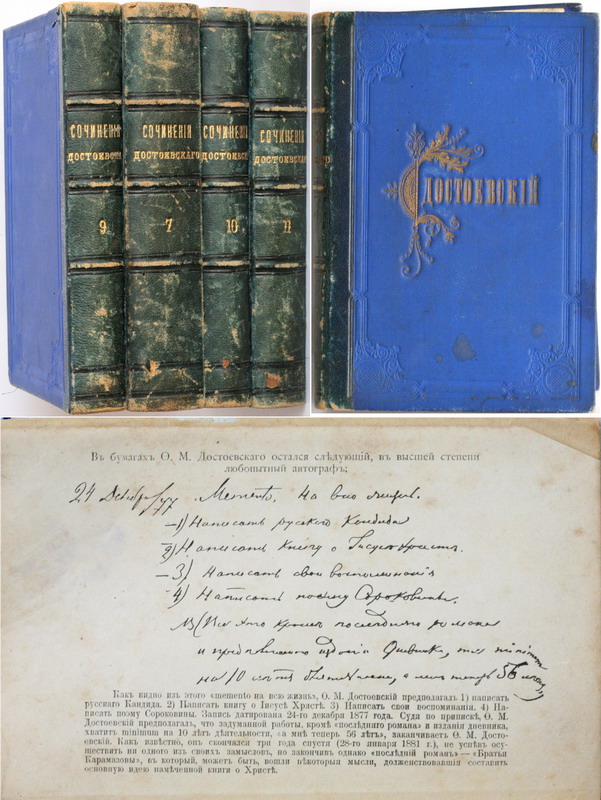 СОЧИНЕНІЯ
ДОСТОЕВСКАГО
9
СОЧИНЕНІЯ
ДОСТОЕВСКАГО
7
СОЧИНЕНІЯ
ДОСТОЕВСК
10
СОЧИНЕНІЯ
ДОСТОЕВСКА
11
ДОСТОЕВСКІЙ
Въ бумагахъ Ѳ. М. Достоевскаго остался слѣдующій, въ высшей степени
любопытный автографъ:
24 Декабря/77 Memento. На всю жизнь.
1) Написать русскаго Кандида
2) Написать книгу о Іисусѣ Христѣ.
3) Написать свои воспоминанія
4) Написать поэму Сороковины.
NB (Все это кромѣ послѣдняго романа
и предполагаемаго изданія Дневника, т. е. minimum
на 10 лѣтъ дѣятельности, а мнѣ теперь 56 лѣтъ.)
Какъ видно изъ этого «memento на всю жизнь», Ѳ. М. Достоевскій предполагалъ 1) написать
русскаго Кандида. 2) Написать книгу о Іисусѣ Христѣ. 3) Написать свои воспоминанія. 4) На-
писать поэму Сороковины. Запись датирована 24-го декабря 1877 года. Судя по припискѣ, Ѳ. М.
Достоевскій предполагалъ, что задуманной работы, кромѣ «послѣдняго романа» и изданія дневника,
хватитъ minimum на 10 лѣтъ дѣятельности, «а мнѣ теперь 56 лѣтъ», заканчиваетъ Ѳ. М. Досто-
евскій. Какъ извѣстно, онъ скончался три года спустя (28-го января 1881 г.), не успѣвъ осу-
ществить ни одного изъ своихъ замысловъ, но закончивъ однако «послѣдній романъ»—«Братья
Карамазовы», въ который, можетъ быть, вошли нѣкоторыя мысли, долженствовавшія составить
основную идею намѣченной книги о Христѣ.